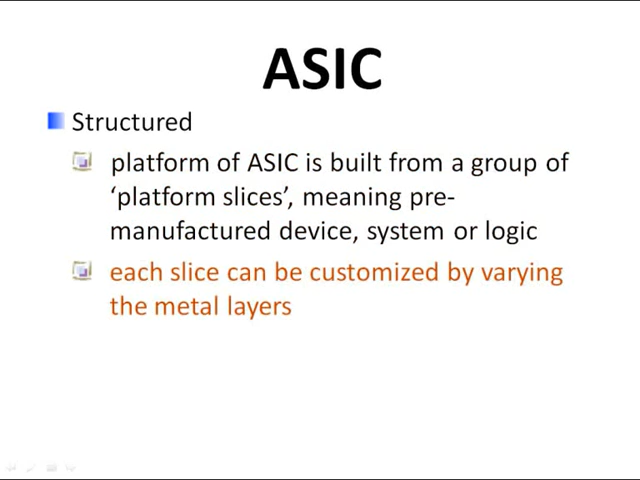 ASIC
Structured
platform of ASIC is built from a group of
‘platform slices’, meaning pre-
manufactured device, system or logic
each slice can be customized by varying
the metal layers